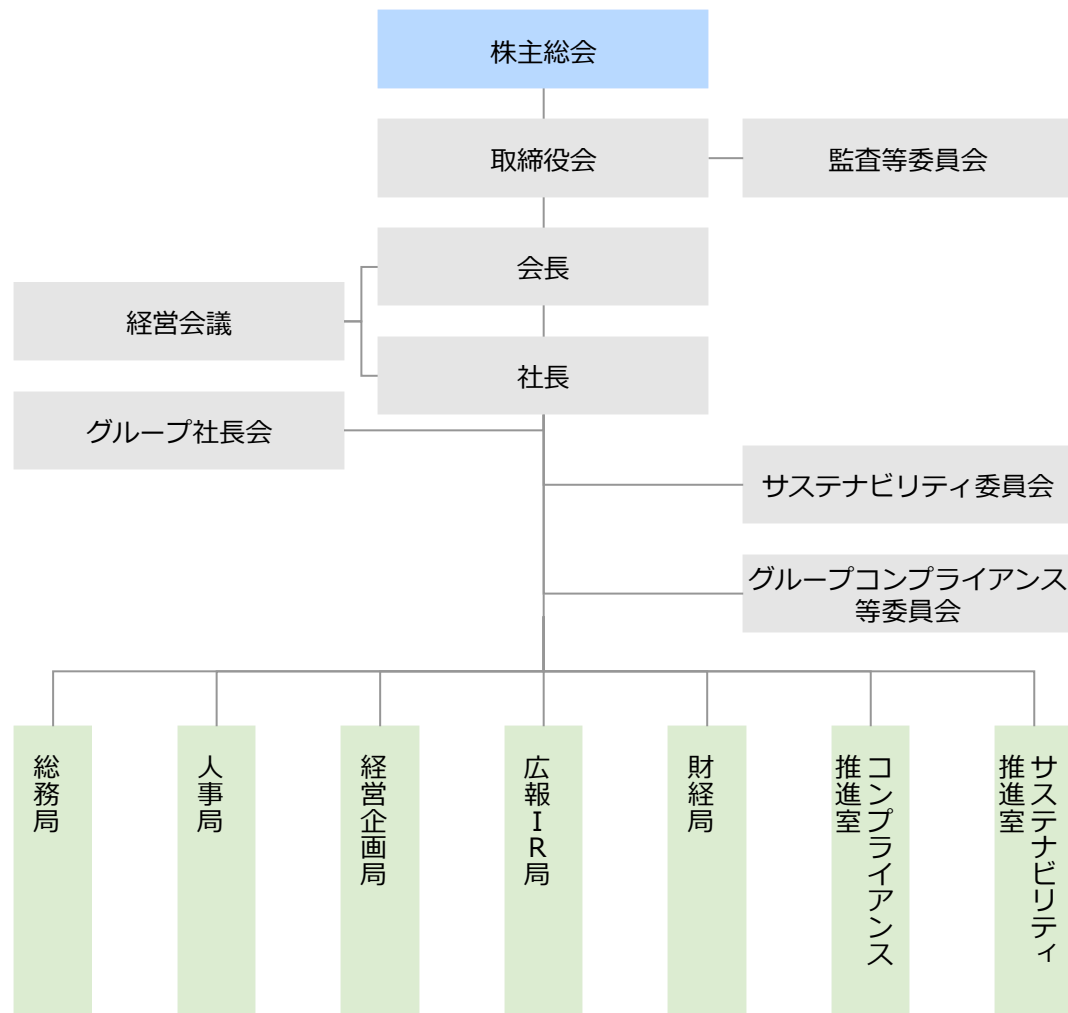 株主総会
取締役会
監査等委員会
会長
経営会議
社長
グループ社長会
サステナビリティ委員会
グループコンプライアンス
等委員会
総務局
人事局
経営企画局
広報IR局
財経局
コンプライアンス
推進室
サステナビリティ
推進室